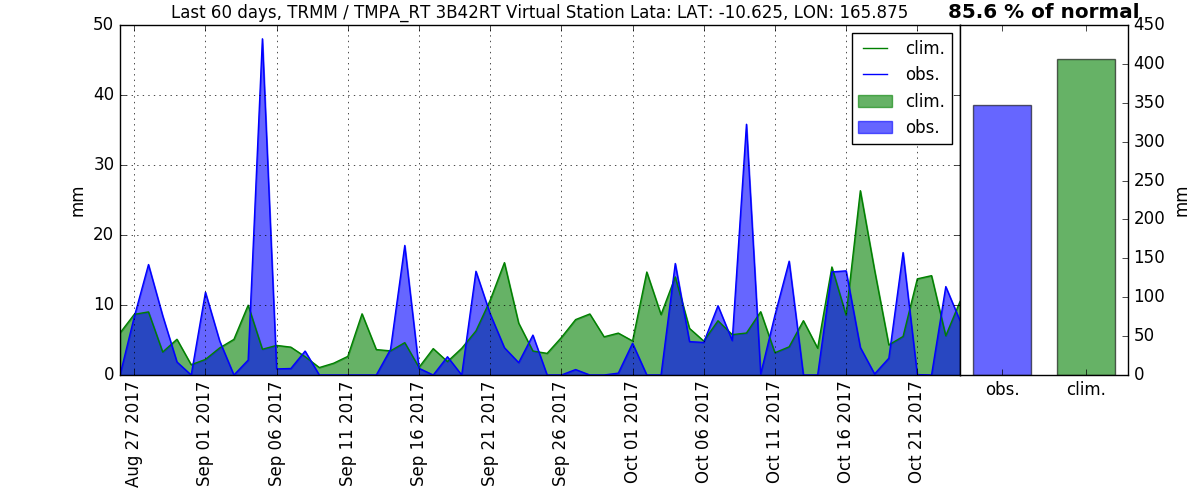 Last 60 days, TRMM / TMPA_RT 3B42RT Virtual Station Lata: LAT: -10.625, LON: 165.875
85.6 % of normal
mm
50
40
30
20
10
0
clim.
obs.
clim.
obs.
Aug 27 2017
Sep 01 2017
Sep 06 2017
Sep 11 2017
Sep 16 2017
Sep 21 2017
Sep 26 2017
Oct 01 2017
Oct 06 2017
Oct 11 2017
Oct 16 2017
Oct 21 2017
obs.
clim.
450
400
350
300
250
200
150
100
50
0
mm